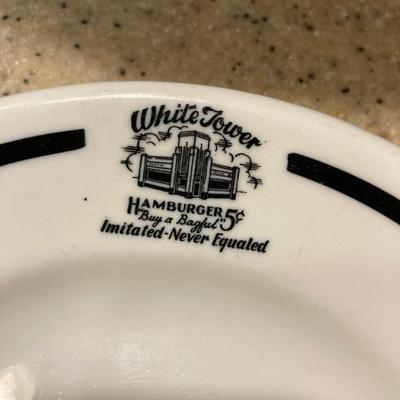 White Tower
HAMBURGER 5¢
"Buy a Bagful"
Imitated-Never Equaled